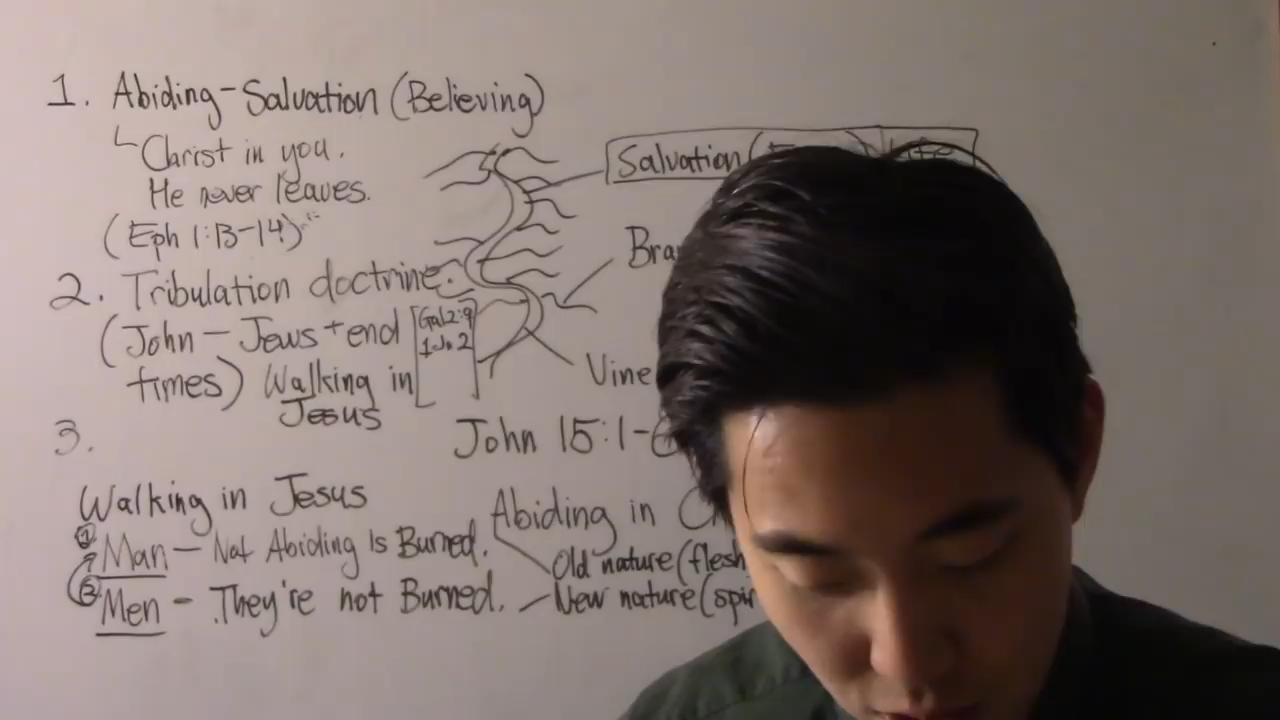 1. Abiding-Salvation (Believing)
Christ in you.
He never leaves.
(Eph 1:13-14)
Salvation
2. Tribulation doctrine.
(John - Jews + end
times) Walking in
Jesus
Gal 2:9
1 Jn 2
Vine
John 15:1-
3.
Walking in Jesus
① Man - Not Abiding is Burned.
② Men - They're not Burned.
Abiding in
Old nature (flesh
New nature (